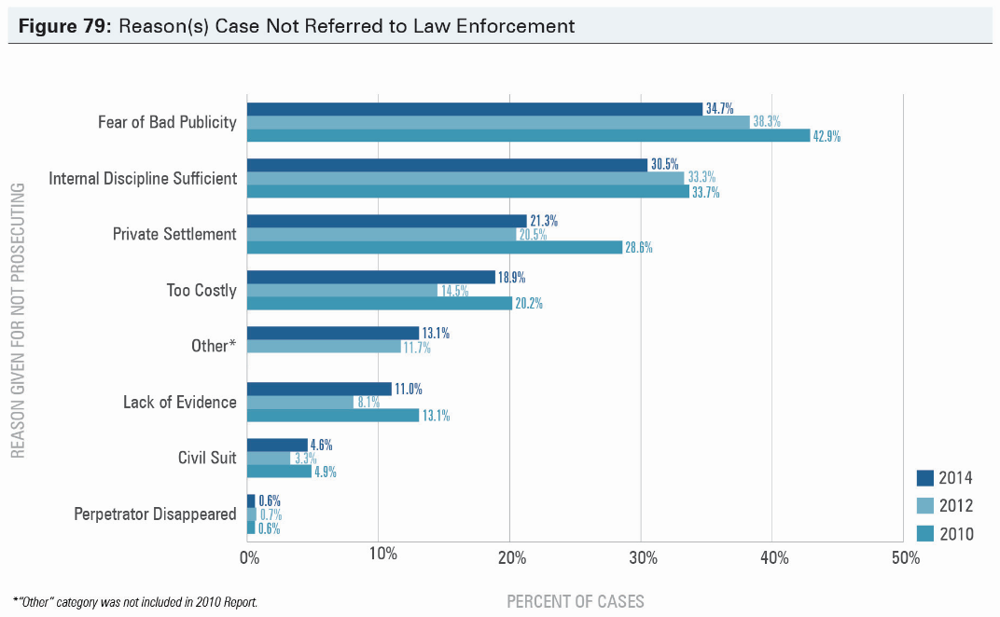 Figure 79: Reason(s) Case Not Referred to Law Enforcement
REASON GIVEN FOR NOT PROSECUTING
Fear of Bad Publicity
34.7%
38.3%
42.9%
Internal Discipline Sufficient
30.5%
33.3%
33.7%
Private Settlement
21.3%
20.5%
28.6%
Too Costly
18.9%
14.5%
20.2%
Other*
13.1%
11.7%
Lack of Evidence
11.0%
8.1%
13.1%
Civil Suit
4.6%
3.3%
4.9%
Perpetrator Disappeared
0.6%
0.7%
0.6%
2014
2012
2010
0% 10% 20% 30% 40% 50%
PERCENT OF CASES
*"Other" category was not included in 2010 Report.